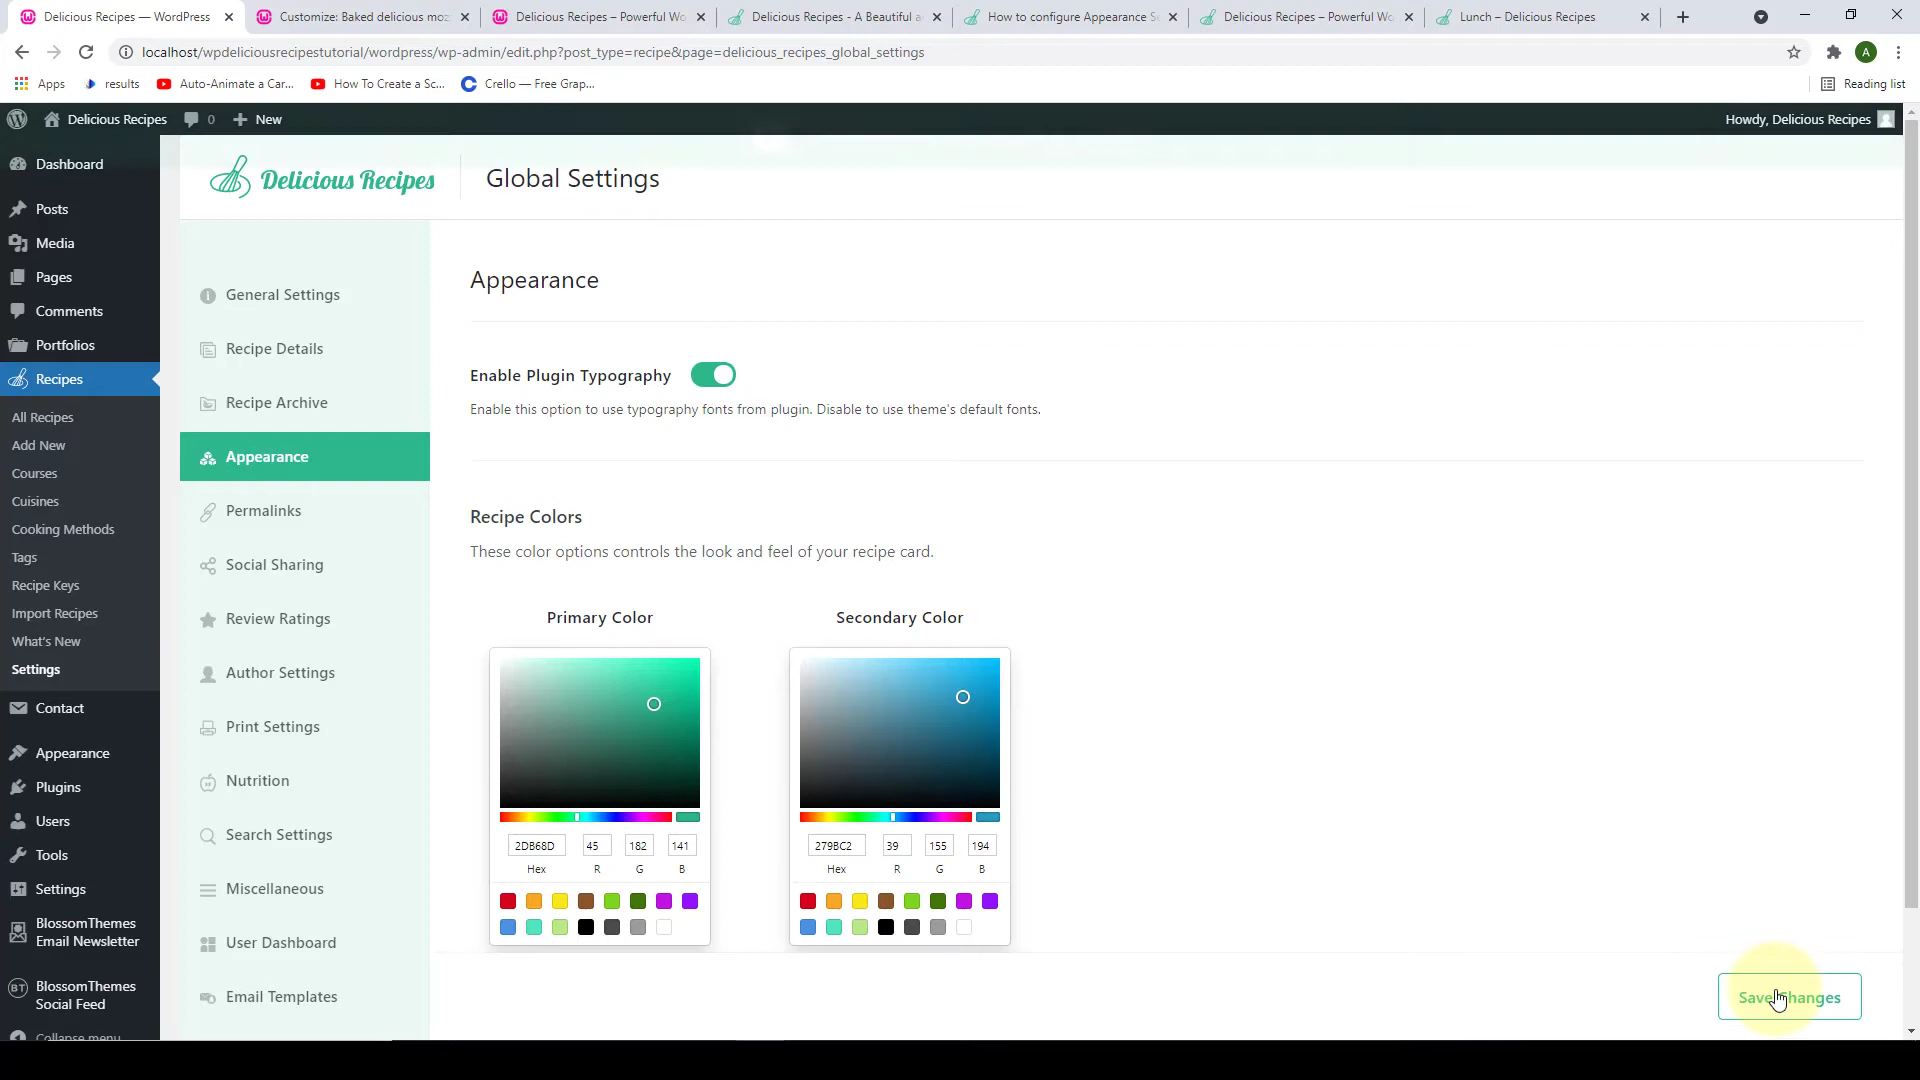 Delicious Recipes — WordPress
Customize: Baked delicious moz
Delicious Recipes – Powerful Wo
Delicious Recipes - A Beautiful a
How to configure Appearance S
Delicious Recipes – Powerful Wo
Lunch – Delicious Recipes
localhost/wpdeliciousrecipestutorial/wordpress/wp-admin/edit.php?post_type=recipe&page=delicious_recipes_global_settings
A
Apps
results
Auto-Animate a Car...
How To Create a Sc...
Crello — Free Grap...
Reading list
Delicious Recipes
0
New
Howdy, Delicious Recipes
Dashboard
Posts
Media
Pages
Comments
Portfolios
Recipes
All Recipes
Add New
Courses
Cuisines
Cooking Methods
Tags
Recipe Keys
Import Recipes
What's New
Settings
Contact
Appearance
Plugins
Users
Tools
Settings
BlossomThemes
Email Newsletter
BT
BlossomThemes
Social Feed
Collapse menu
Delicious Recipes
Global Settings
General Settings
Recipe Details
Recipe Archive
Appearance
Permalinks
Social Sharing
Review Ratings
Author Settings
Print Settings
Nutrition
Search Settings
Miscellaneous
User Dashboard
Email Templates
Appearance
Enable Plugin Typography
Enable this option to use typography fonts from plugin. Disable to use theme's default fonts.
Recipe Colors
These color options controls the look and feel of your recipe card.
Primary Color
2DB68D 45 182 141
Hex R G B
Secondary Color
279BC2 39 155 194
Hex R G B
Save Changes